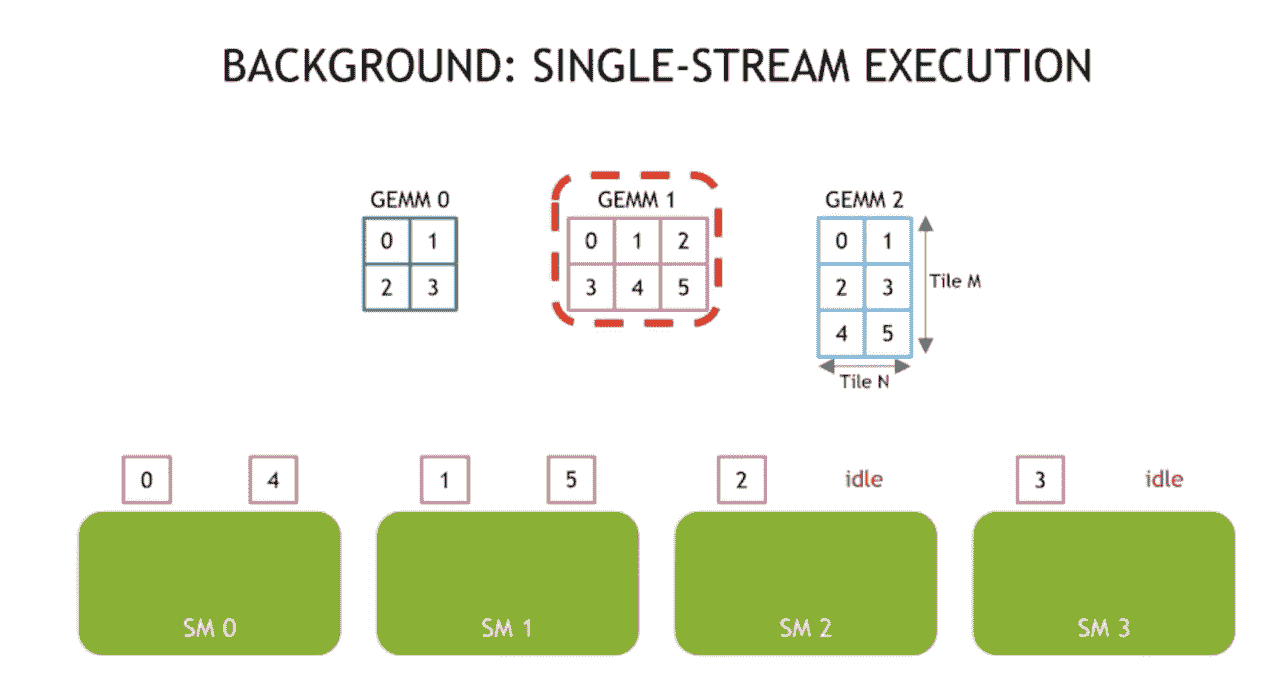 BACKGROUND: SINGLE-STREAM EXECUTION
GEMM 0
0 1
2 3
GEMM 1
0 1 2
3 4 5
GEMM 2
0 1
2 3
4 5
Tile M
Tile N
0 4
1 5
2 idle
3 idle
SM 0
SM 1
SM 2
SM 3